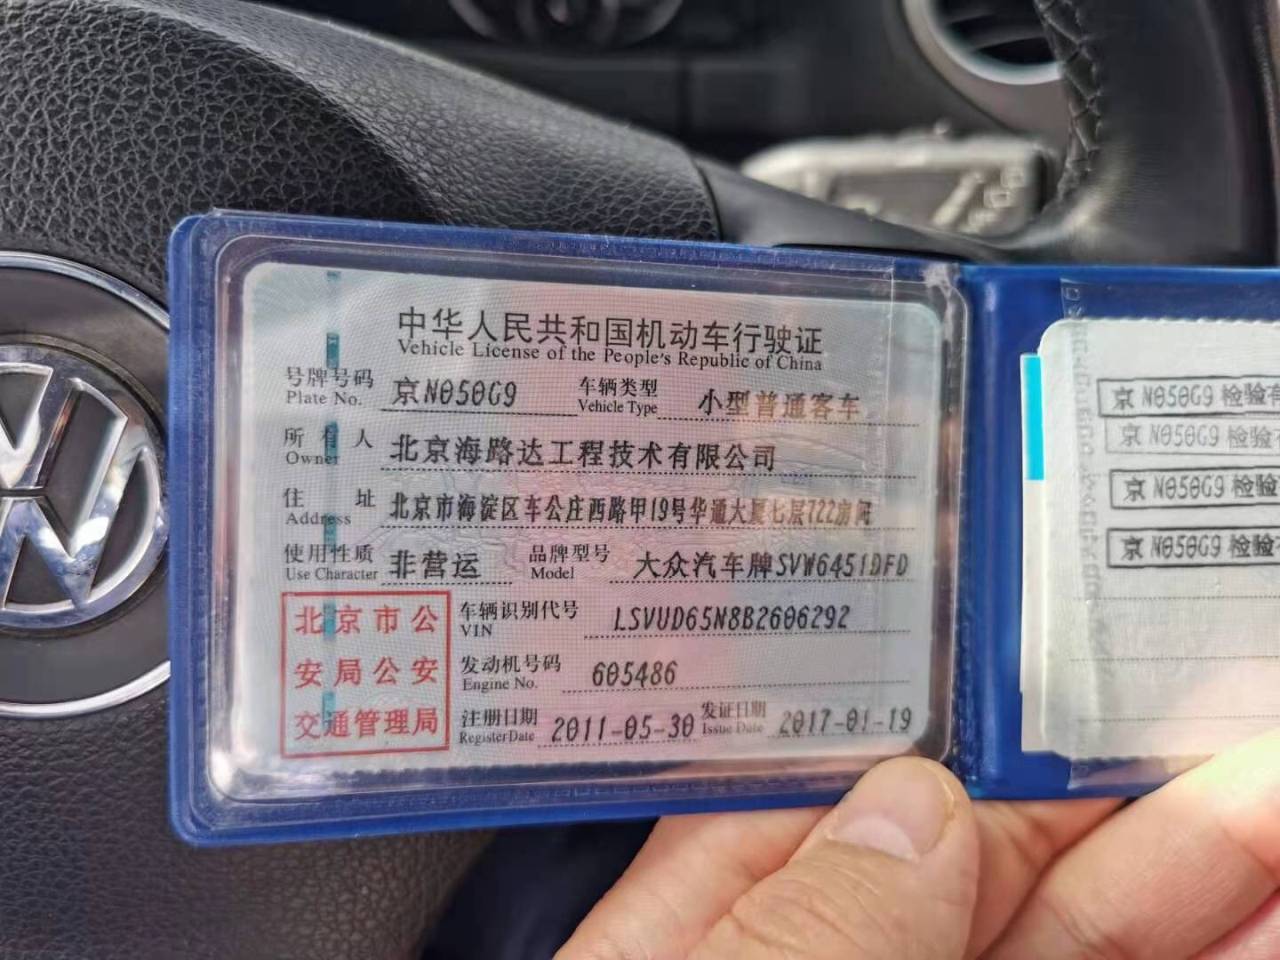 中华人民共和国机动车行驶证
Vehicle License of the People's Republic of China
号牌号码 京N050G9 车辆类型 小型普通客车
Plate No. Vehicle Type
所有人 北京海路达工程技术有限公司
Owner
住址 北京市海淀区车公庄西路甲19号华通大厦七层722房间
Address
使用性质 非营运 品牌型号 大众汽车牌SVW6451DFD
Use Character Model
北京市公
安局公安
交通管理局
车辆识别代号 LSVUD65N8B2606292
VIN
发动机号码 605486
Engine No.
注册日期 2011-05-30 发证日期 2017-01-19
Register Date Issue Date
京N050G9 检验有
京N050G9 检验
京N050G9 检验
京N050G9 检验